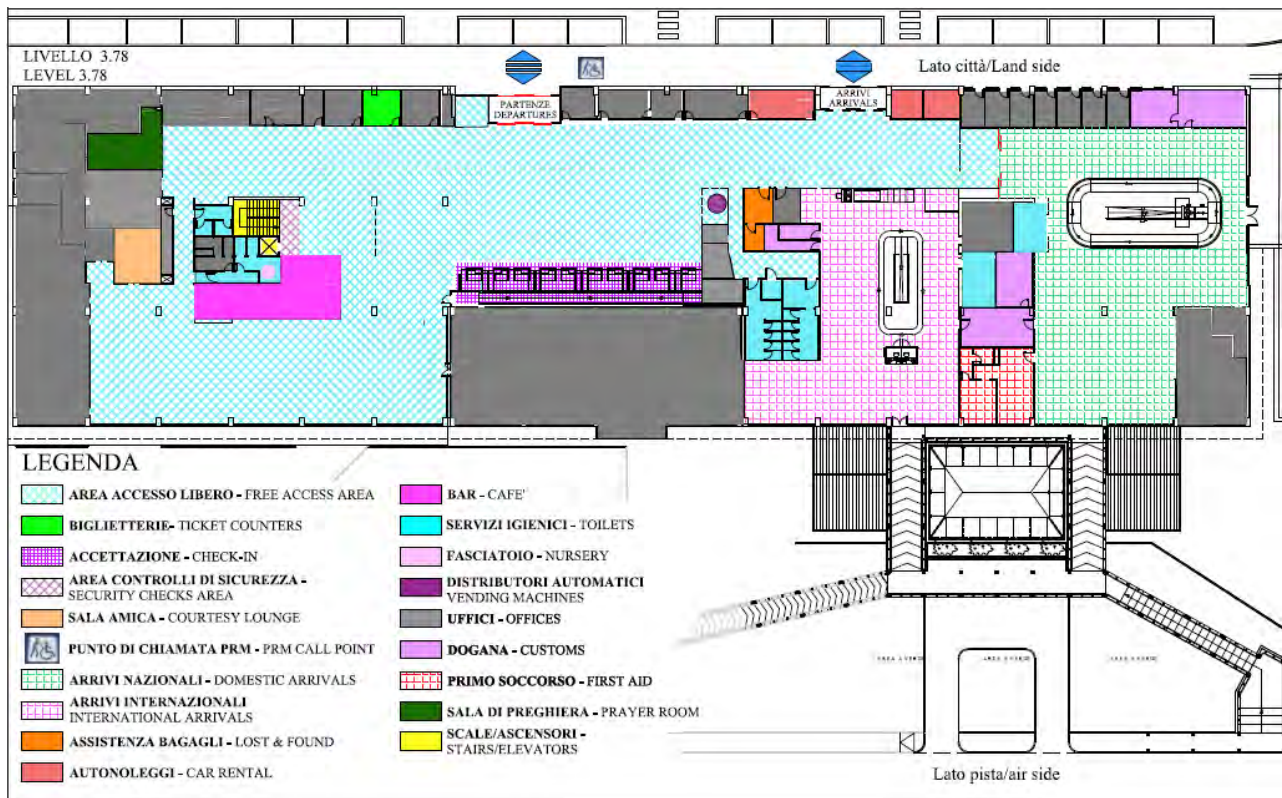 LIVELLO 3.78
LEVEL 3.78
Lato città/Land side
PARTENZE
DEPARTURES
ARRIVI
ARRIVALS
LEGENDA
AREA ACCESSO LIBERO - FREE ACCESS AREA
BIGLIETTERIE- TICKET COUNTERS
ACCETTAZIONE - CHECK-IN
AREA CONTROLLI DI SICUREZZA -
SECURITY CHECKS AREA
SALA AMICA - COURTESY LOUNGE
PUNTO DI CHIAMATA PRM - PRM CALL POINT
ARRIVI NAZIONALI - DOMESTIC ARRIVALS
ARRIVI INTERNAZIONALI
INTERNATIONAL ARRIVALS
ASSISTENZA BAGAGLI - LOST & FOUND
AUTONOLEGGI - CAR RENTAL
BAR - CAFE'
SERVIZI IGIENICI - TOILETS
FASCIATOIO - NURSERY
DISTRIBUTORI AUTOMATICI
VENDING MACHINES
UFFICI - OFFICES
DOGANA - CUSTOMS
PRIMO SOCCORSO - FIRST AID
SALA DI PREGHIERA - PRAYER ROOM
SCALE/ASCENSORI -
STAIRS/ELEVATORS
Lato pista/air side